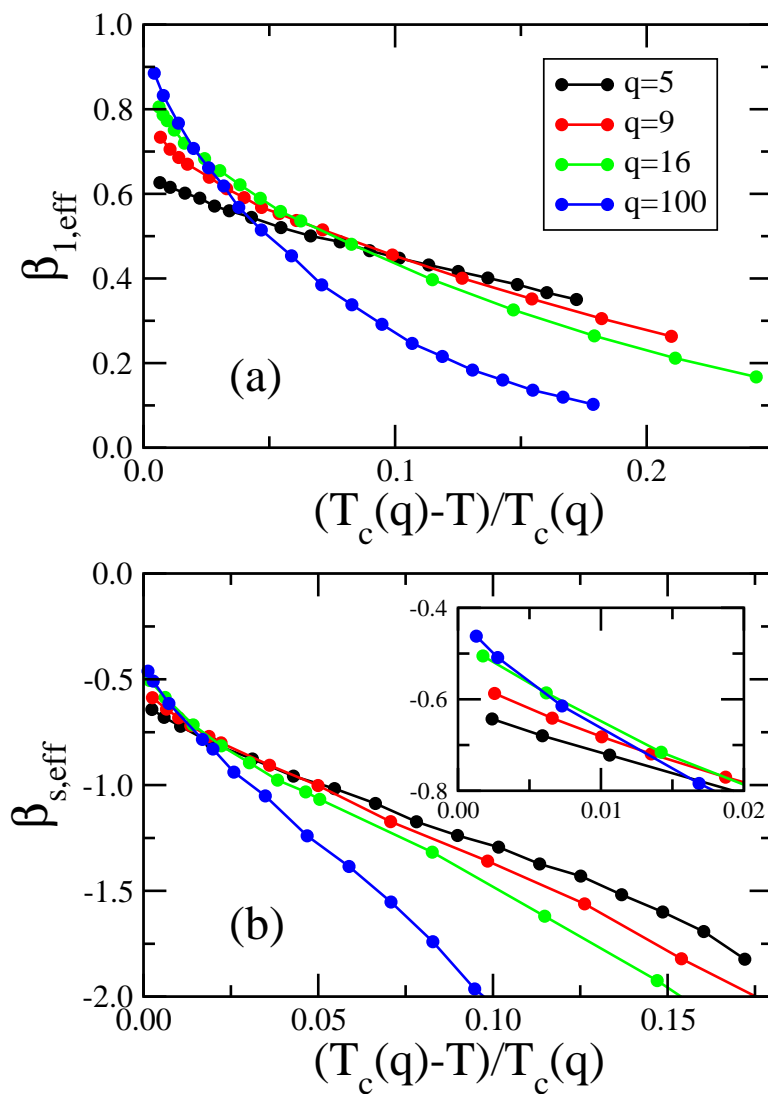 1.0
0.8
0.6
0.4
0.2
0.0
β1,eff
q=5
q=9
q=16
q=100
(a)
0.0 0.1 0.2
(Tc(q)-T)/Tc(q)
0.0
-0.5
-1.0
-1.5
-2.0
βs,eff
-0.4
-0.6
-0.8
0.00 0.01 0.02
(b)
0.00 0.05 0.10 0.15
(Tc(q)-T)/Tc(q)